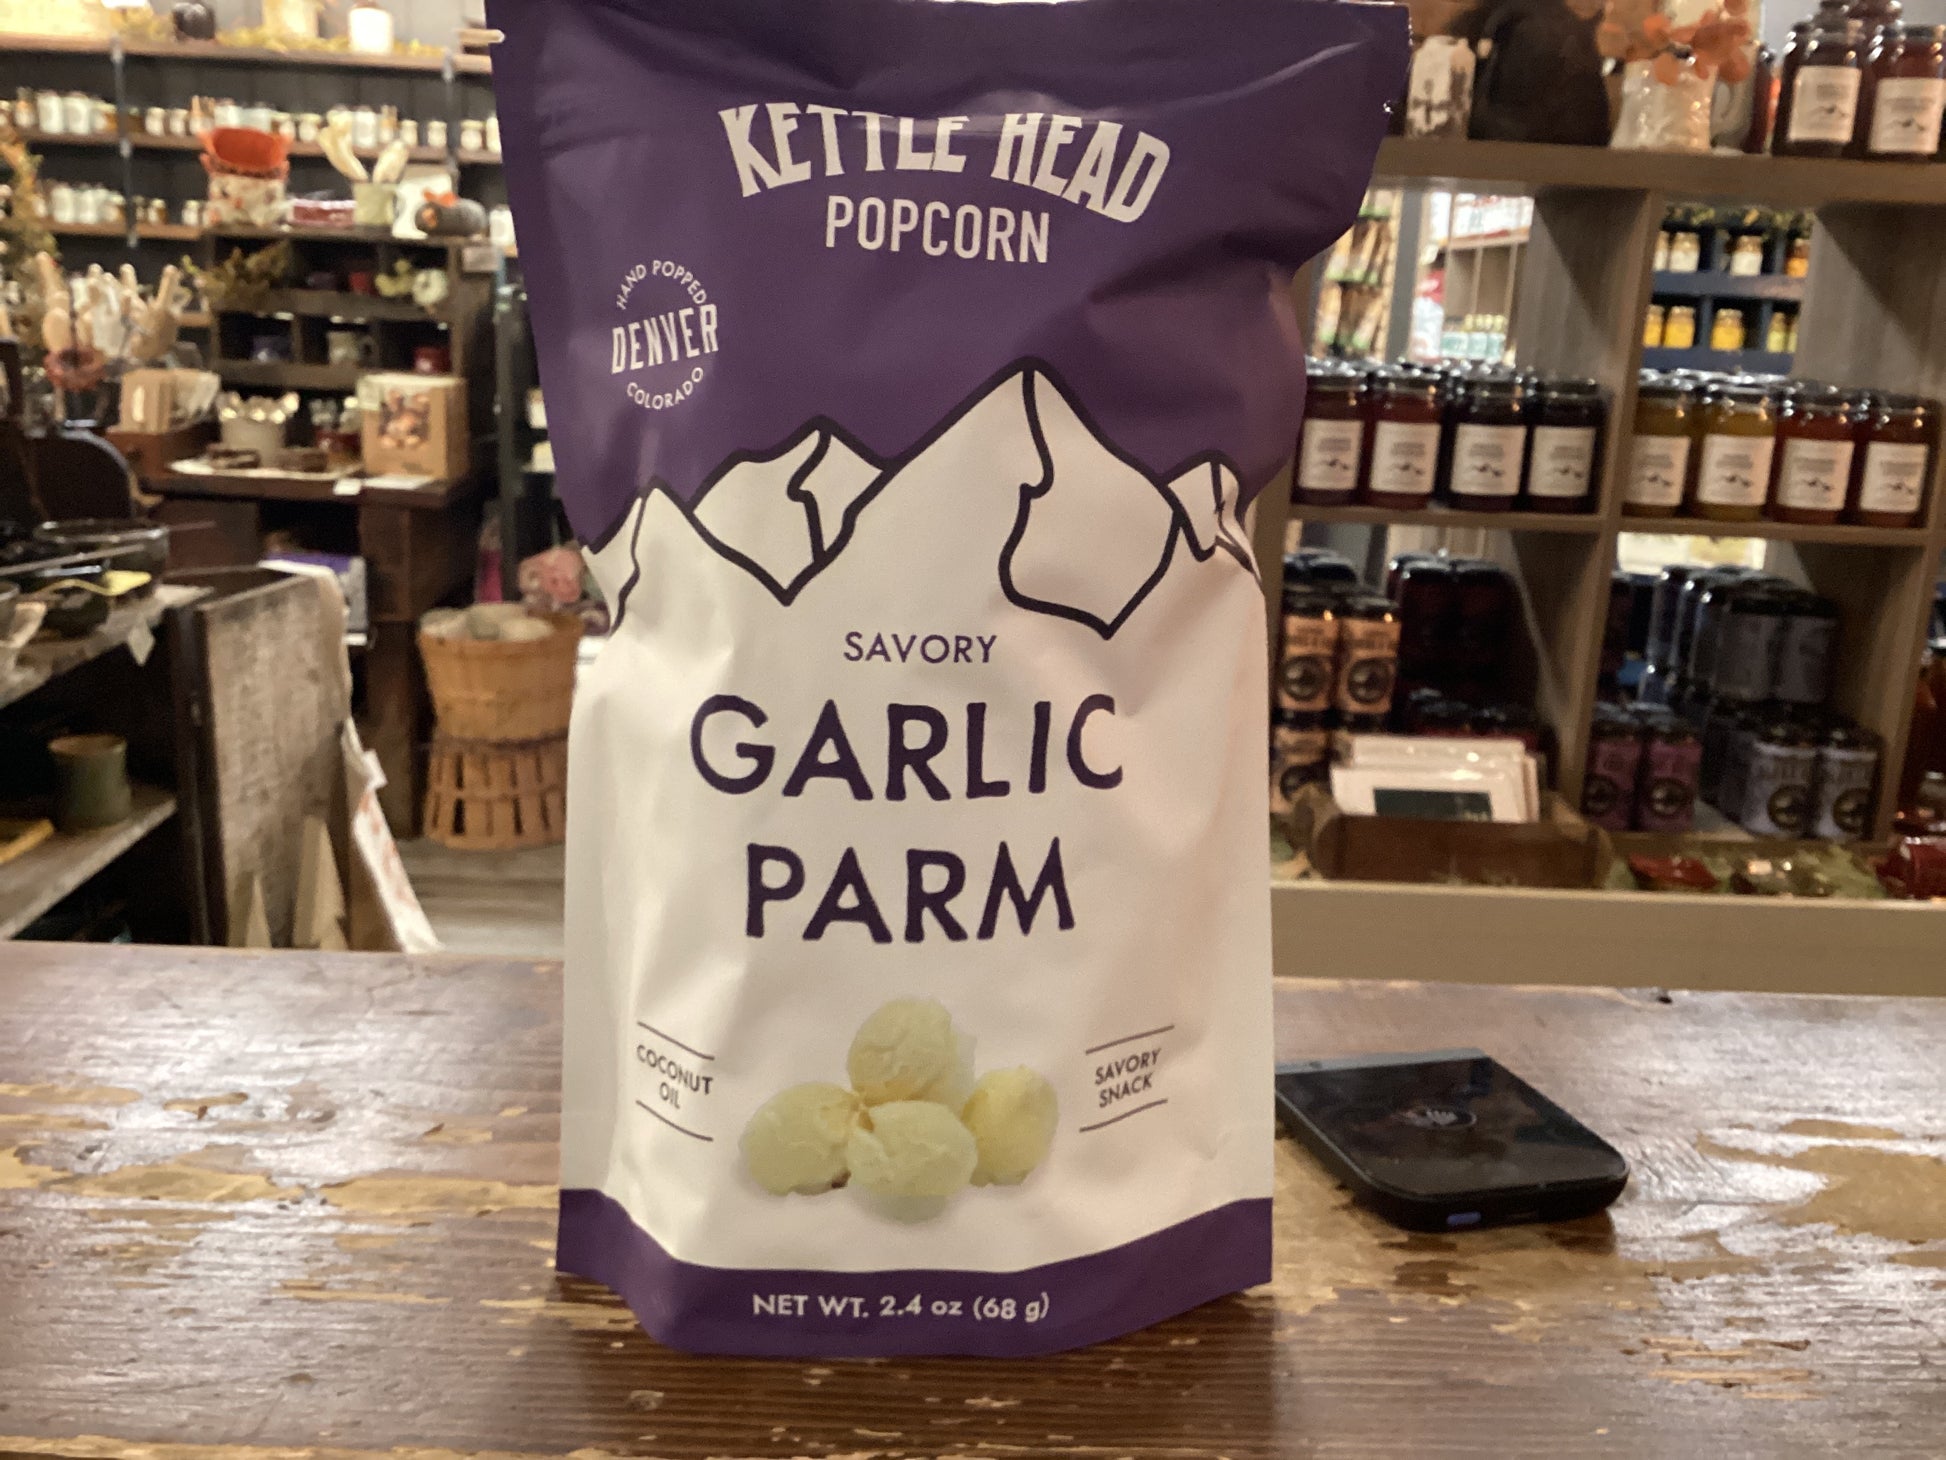 KETTLE HEAD
POPCORN
HAND POPPED
DENVER
COLORADO
SAVORY
GARLIC
PARM
COCONUT
OIL
SAVORY
SNACK
NET WT. 2.4 oz (68 g)